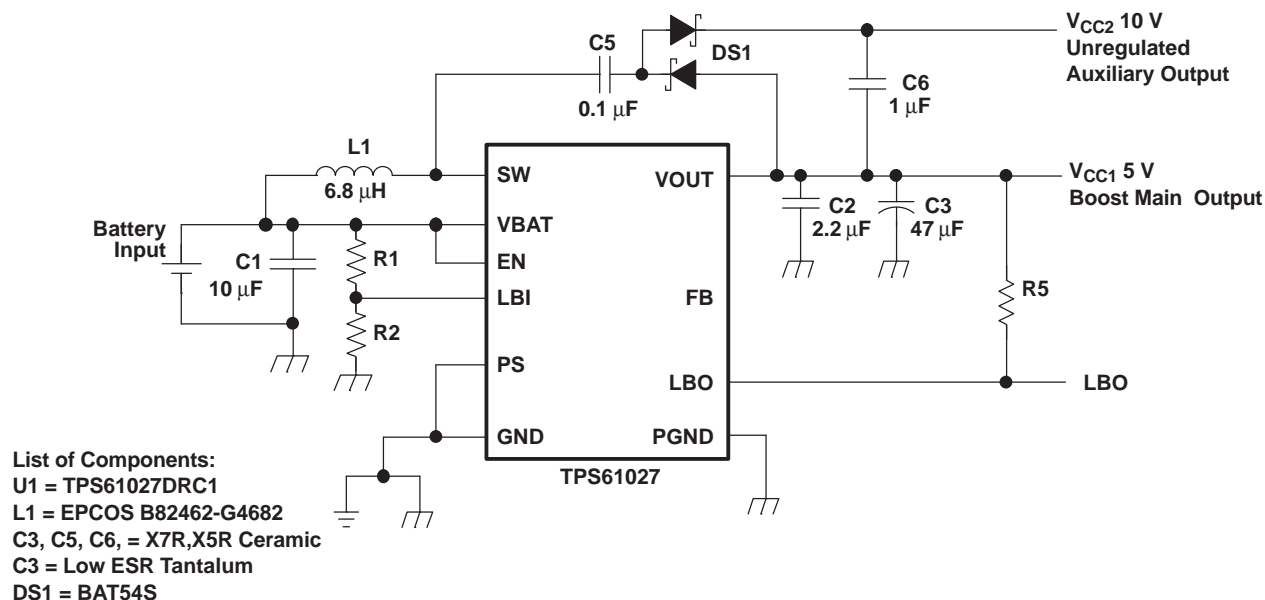 C5
0.1 μF
DS1
V_CC2 10 V
Unregulated
Auxiliary Output
C6
1 μF
L1
6.8 μH
SW
VOUT
V_CC1 5 V
Boost Main Output
C2
2.2 μF
C3
47 μF
Battery
Input
VBAT
C1
10 μF
R1
EN
LBI
FB
R5
R2
PS
LBO
LBO
GND
PGND
TPS61027
List of Components:
U1 = TPS61027DRC1
L1 = EPCOS B82462-G4682
C3, C5, C6, = X7R,X5R Ceramic
C3 = Low ESR Tantalum
DS1 = BAT54S